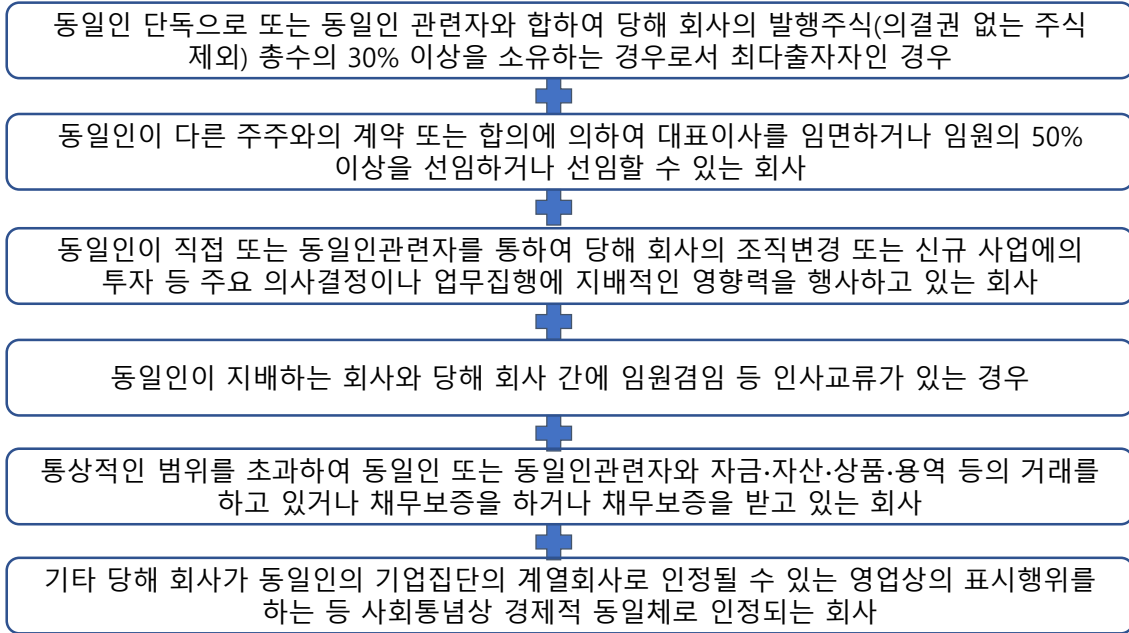 동일인 단독으로 또는 동일인 관련자와 합하여 당해 회사의 발행주식(의결권 없는 주식
제외) 총수의 30% 이상을 소유하는 경우로서 최다출자자인 경우
동일인이 다른 주주와의 계약 또는 합의에 의하여 대표이사를 임면하거나 임원의 50%
이상을 선임하거나 선임할 수 있는 회사
동일인이 직접 또는 동일인관련자를 통하여 당해 회사의 조직변경 또는 신규 사업에의
투자 등 주요 의사결정이나 업무집행에 지배적인 영향력을 행사하고 있는 회사
동일인이 지배하는 회사와 당해 회사 간에 임원겸임 등 인사교류가 있는 경우
통상적인 범위를 초과하여 동일인 또는 동일인관련자와 자금·자산·상품·용역 등의 거래를
하고 있거나 채무보증을 하거나 채무보증을 받고 있는 회사
기타 당해 회사가 동일인의 기업집단의 계열회사로 인정될 수 있는 영업상의 표시행위를
하는 등 사회통념상 경제적 동일체로 인정되는 회사